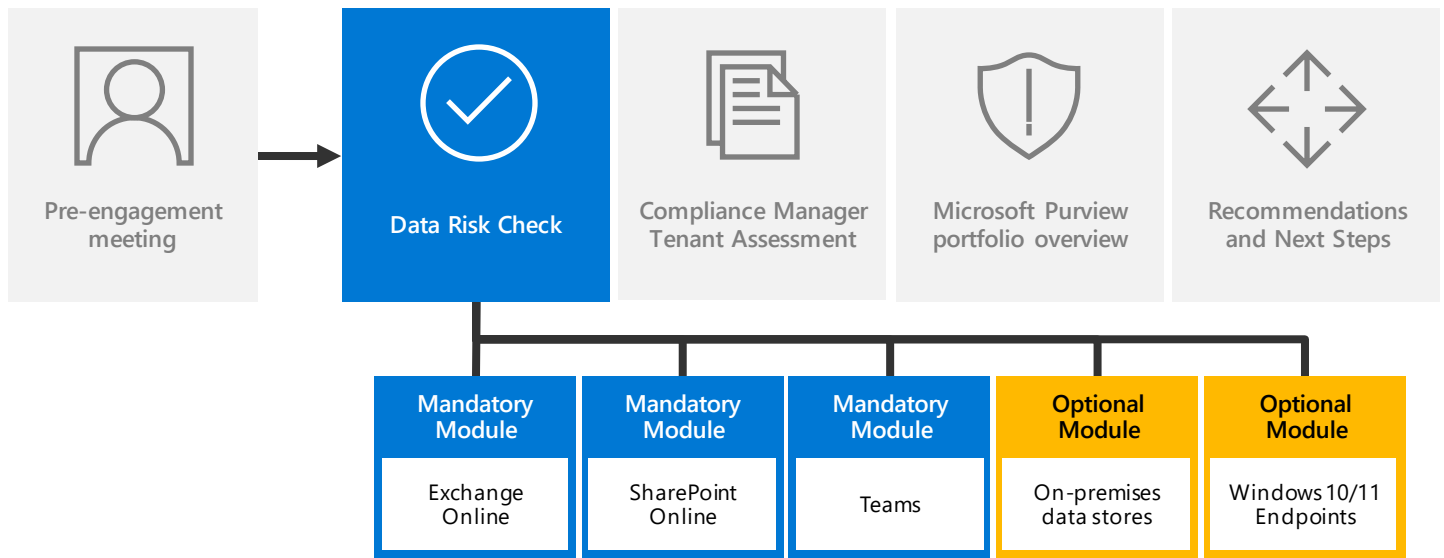 Pre-engagement
meeting
Data Risk Check
Compliance Manager
Tenant Assessment
Microsoft Purview
portfolio overview
Recommendations
and Next Steps
Mandatory
Module
Exchange
Online
Mandatory
Module
SharePoint
Online
Mandatory
Module
Teams
Optional
Module
On-premises
data stores
Optional
Module
Windows 10/11
Endpoints